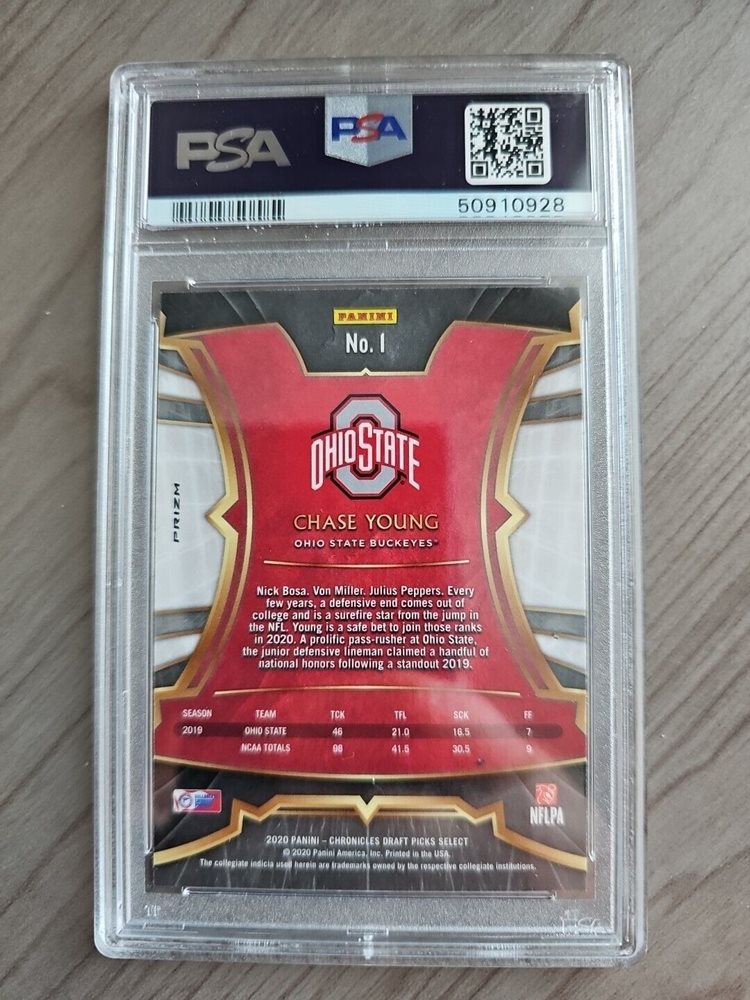 PSA
PSA
50910928
PANINI
No. 1
OHIO STATE
CHASE YOUNG
OHIO STATE BUCKEYES™
PRIZM
Nick Bosa. Von Miller. Julius Peppers. Every
few years, a defensive end comes out of
college and is a surefire star from the jump in
the NFL. Young is a safe bet to join those ranks
in 2020. A prolific pass-rusher at Ohio State,
the junior defensive lineman claimed a handful of
national honors following a standout 2019.
SEASON TEAM TCK TFL SCK FF
2019 OHIO STATE 46 21.0 16.5 7
NCAA TOTALS 98 41.5 30.5 9
NFLPA
2020 PANINI – CHRONICLES DRAFT PICKS SELECT
© 2020 Panini America, Inc. Printed in the USA.
The collegiate indicia used herein are trademarks owned by the respective collegiate institutions.